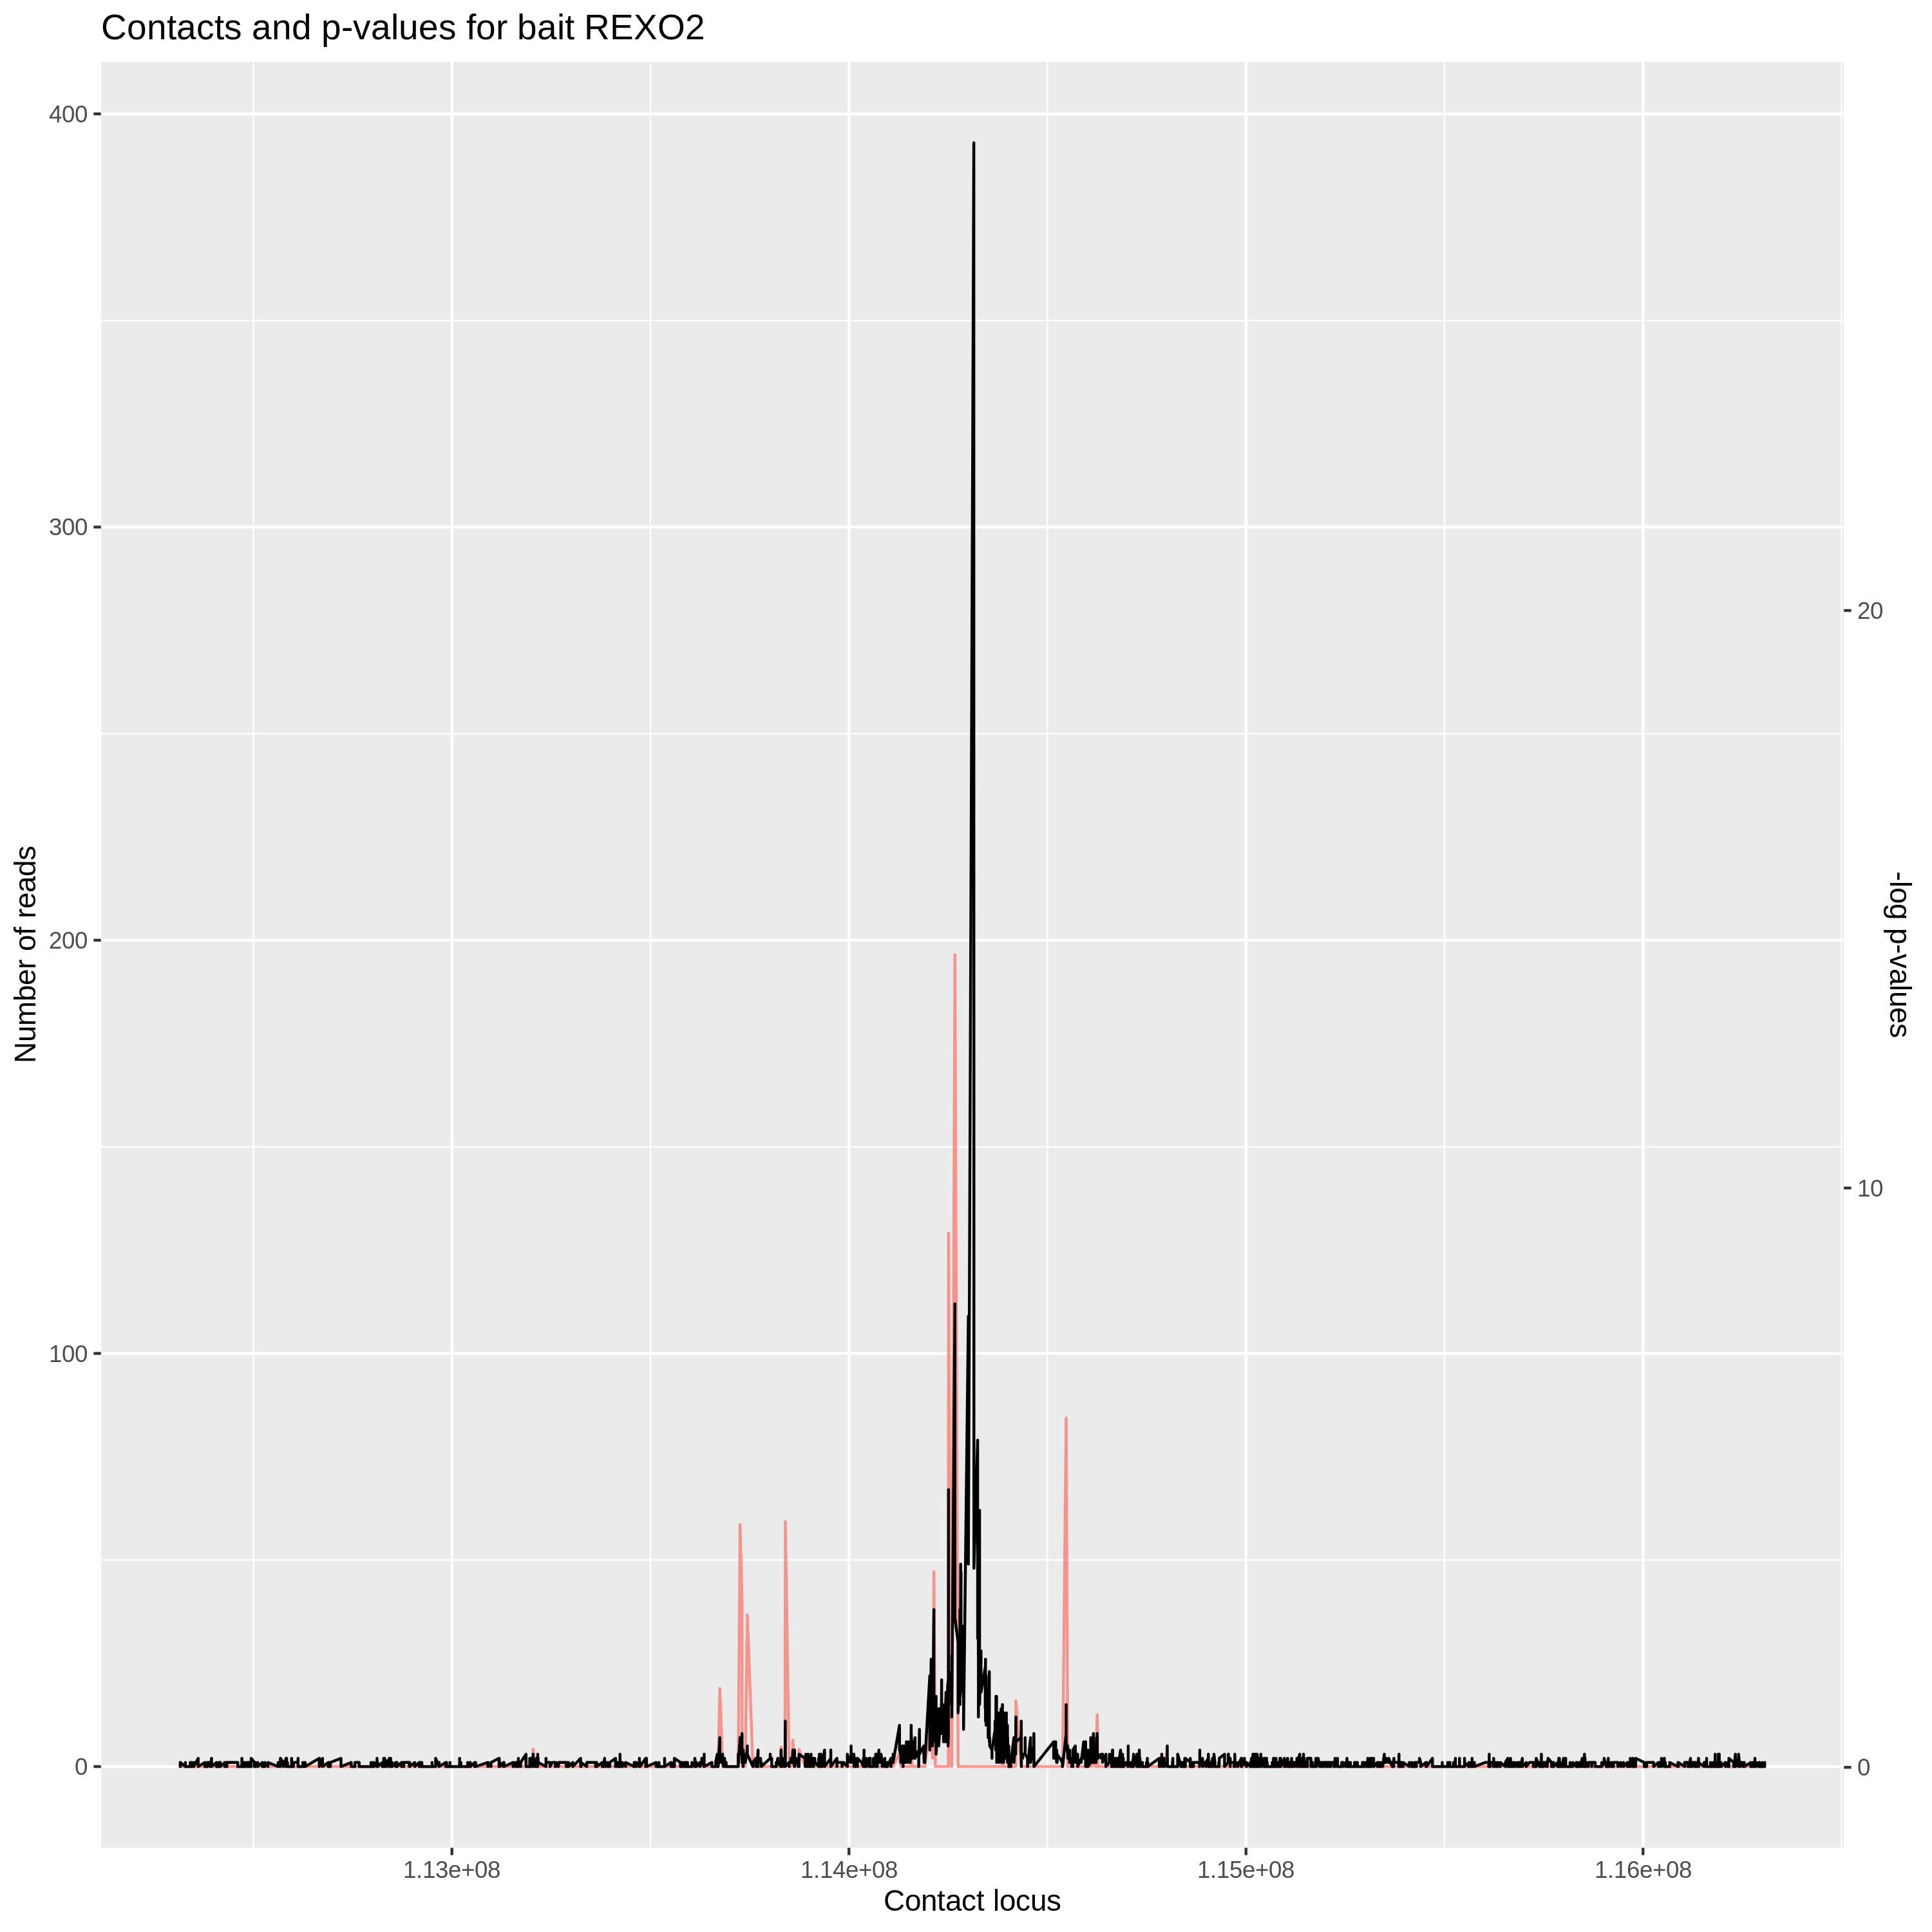 Contacts and p-values for bait REXO2
400
300
200
100
0
Number of reads
20
10
0
-log p-values
1.13e+08
1.14e+08
1.15e+08
1.16e+08
Contact locus